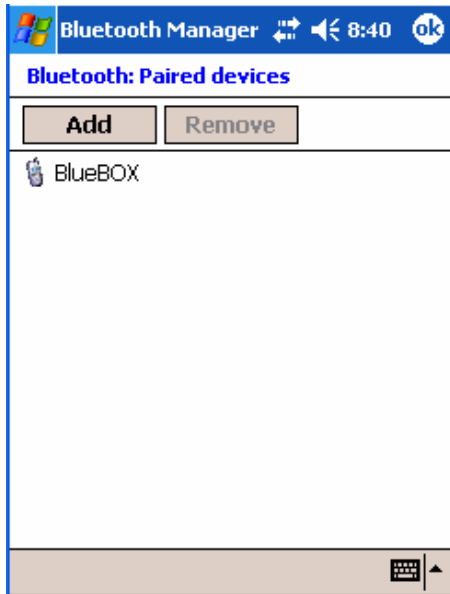 Bluetooth Manager 8:40 ok
Bluetooth: Paired devices
Add Remove
BlueBOX